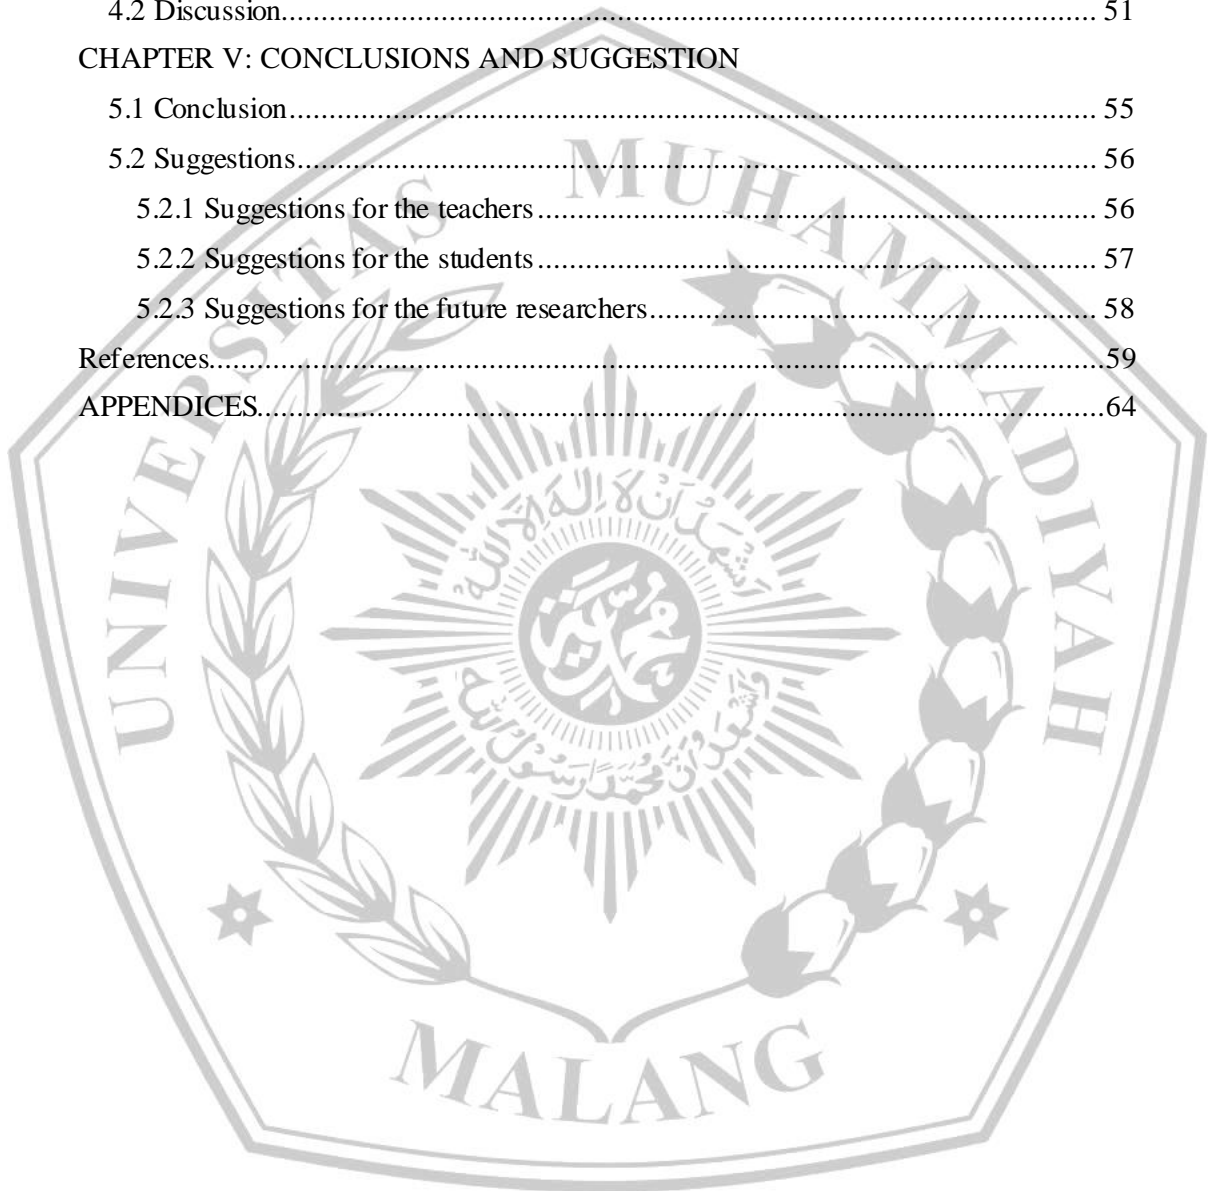 4.2 Discussion.................................................................................................... 51
CHAPTER V: CONCLUSIONS AND SUGGESTION
5.1 Conclusion................................................................................................... 55
5.2 Suggestions.................................................................................................. 56
5.2.1 Suggestions for the teachers.................................................................... 56
5.2.2 Suggestions for the students.................................................................... 57
5.2.3 Suggestions for the future researchers...................................................... 58
References..............................................................................................................59
APPENDICES........................................................................................................64
UNIVERSITAS MUHAMMADIYAH
MALANG